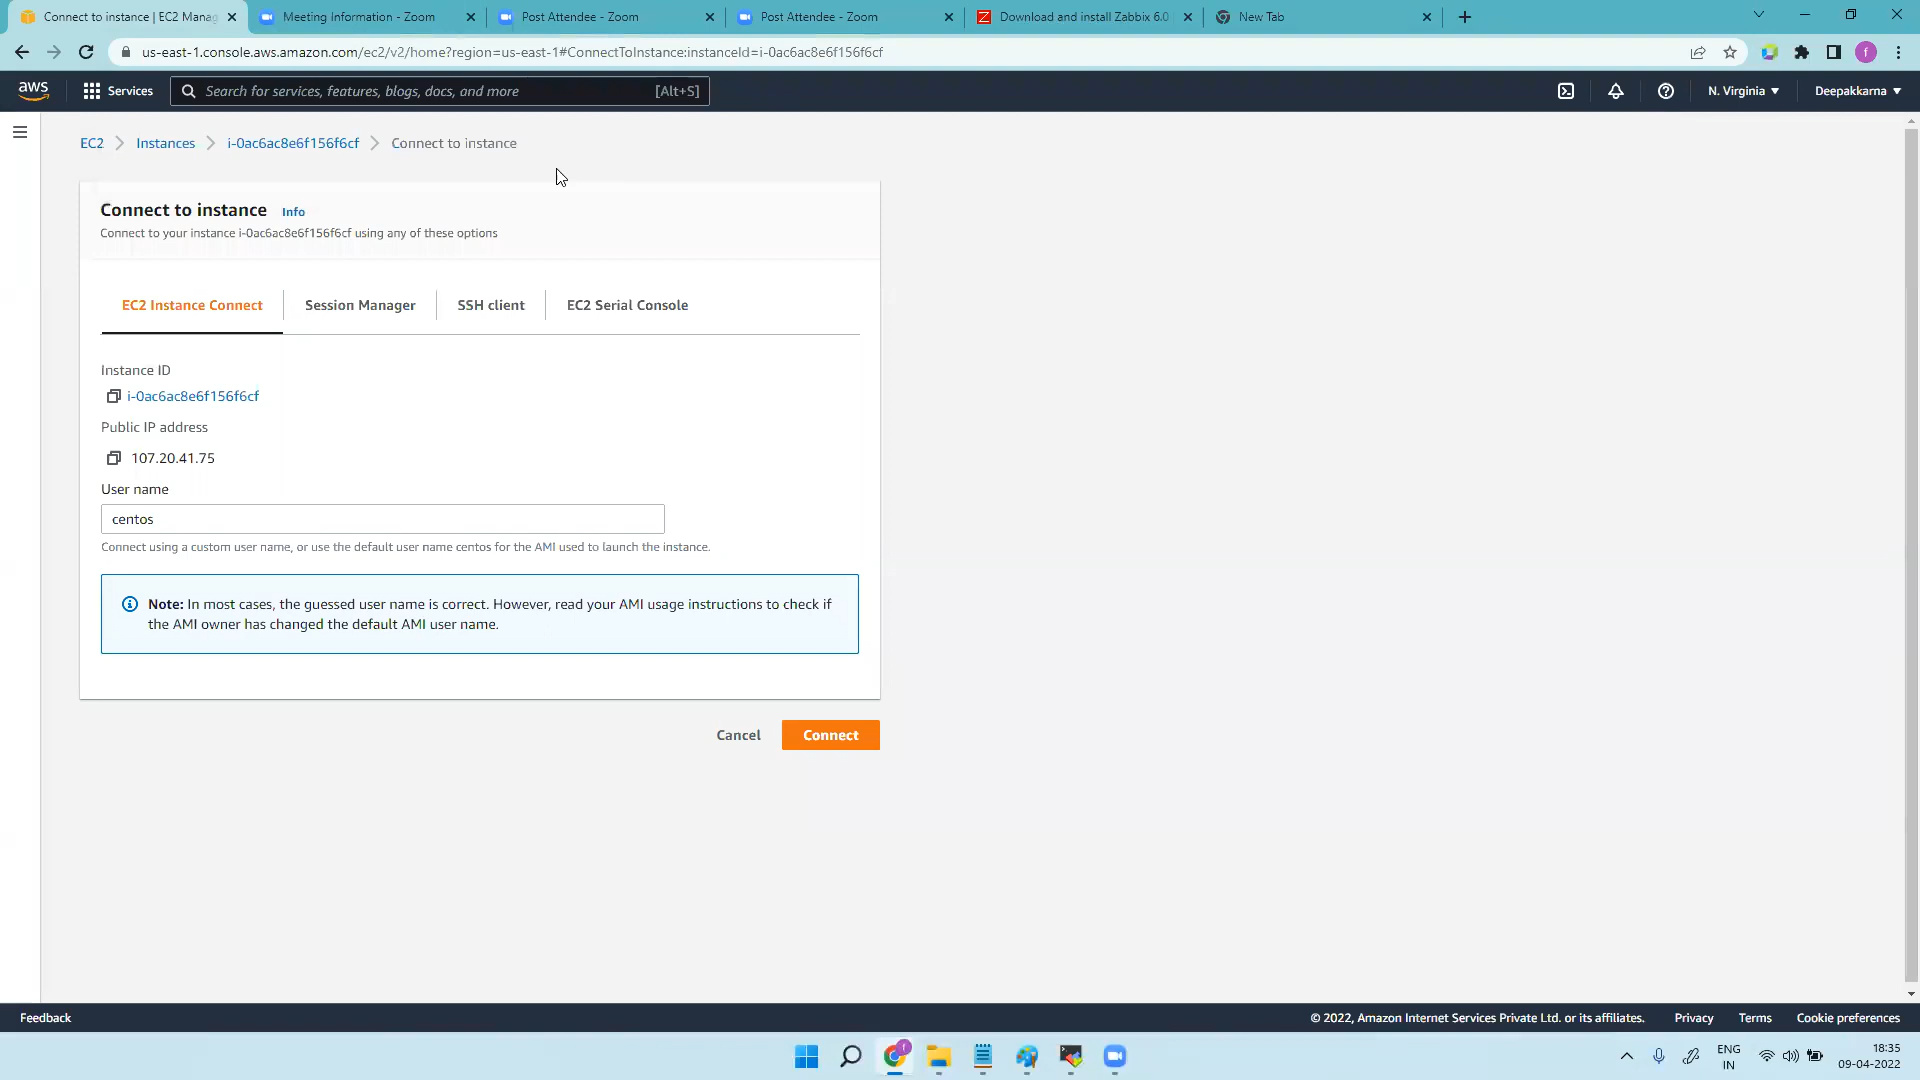 Connect to instance | EC2 Mana
Meeting Information - Zoom
Post Attendee - Zoom
Post Attendee - Zoom
Download and install Zabbix 6.0
New Tab
us-east-1.console.aws.amazon.com/ec2/v2/home?region=us-east-1#ConnectToInstance:instanceId=i-0ac6ac8e6f156f6cf
f
aws
Services
Search for services, features, blogs, docs, and more
[Alt+S]
N. Virginia
Deepakkarna
EC2
Instances
i-0ac6ac8e6f156f6cf
Connect to instance
Connect to instance
Info
Connect to your instance i-0ac6ac8e6f156f6cf using any of these options
EC2 Instance Connect
Session Manager
SSH client
EC2 Serial Console
Instance ID
i-0ac6ac8e6f156f6cf
Public IP address
107.20.41.75
User name
centos
Connect using a custom user name, or use the default user name centos for the AMI used to launch the instance.
Note: In most cases, the guessed user name is correct. However, read your AMI usage instructions to check if
the AMI owner has changed the default AMI user name.
Cancel
Connect
Feedback
© 2022, Amazon Internet Services Private Ltd. or its affiliates.
Privacy
Terms
Cookie preferences
ENG
IN
18:35
09-04-2022